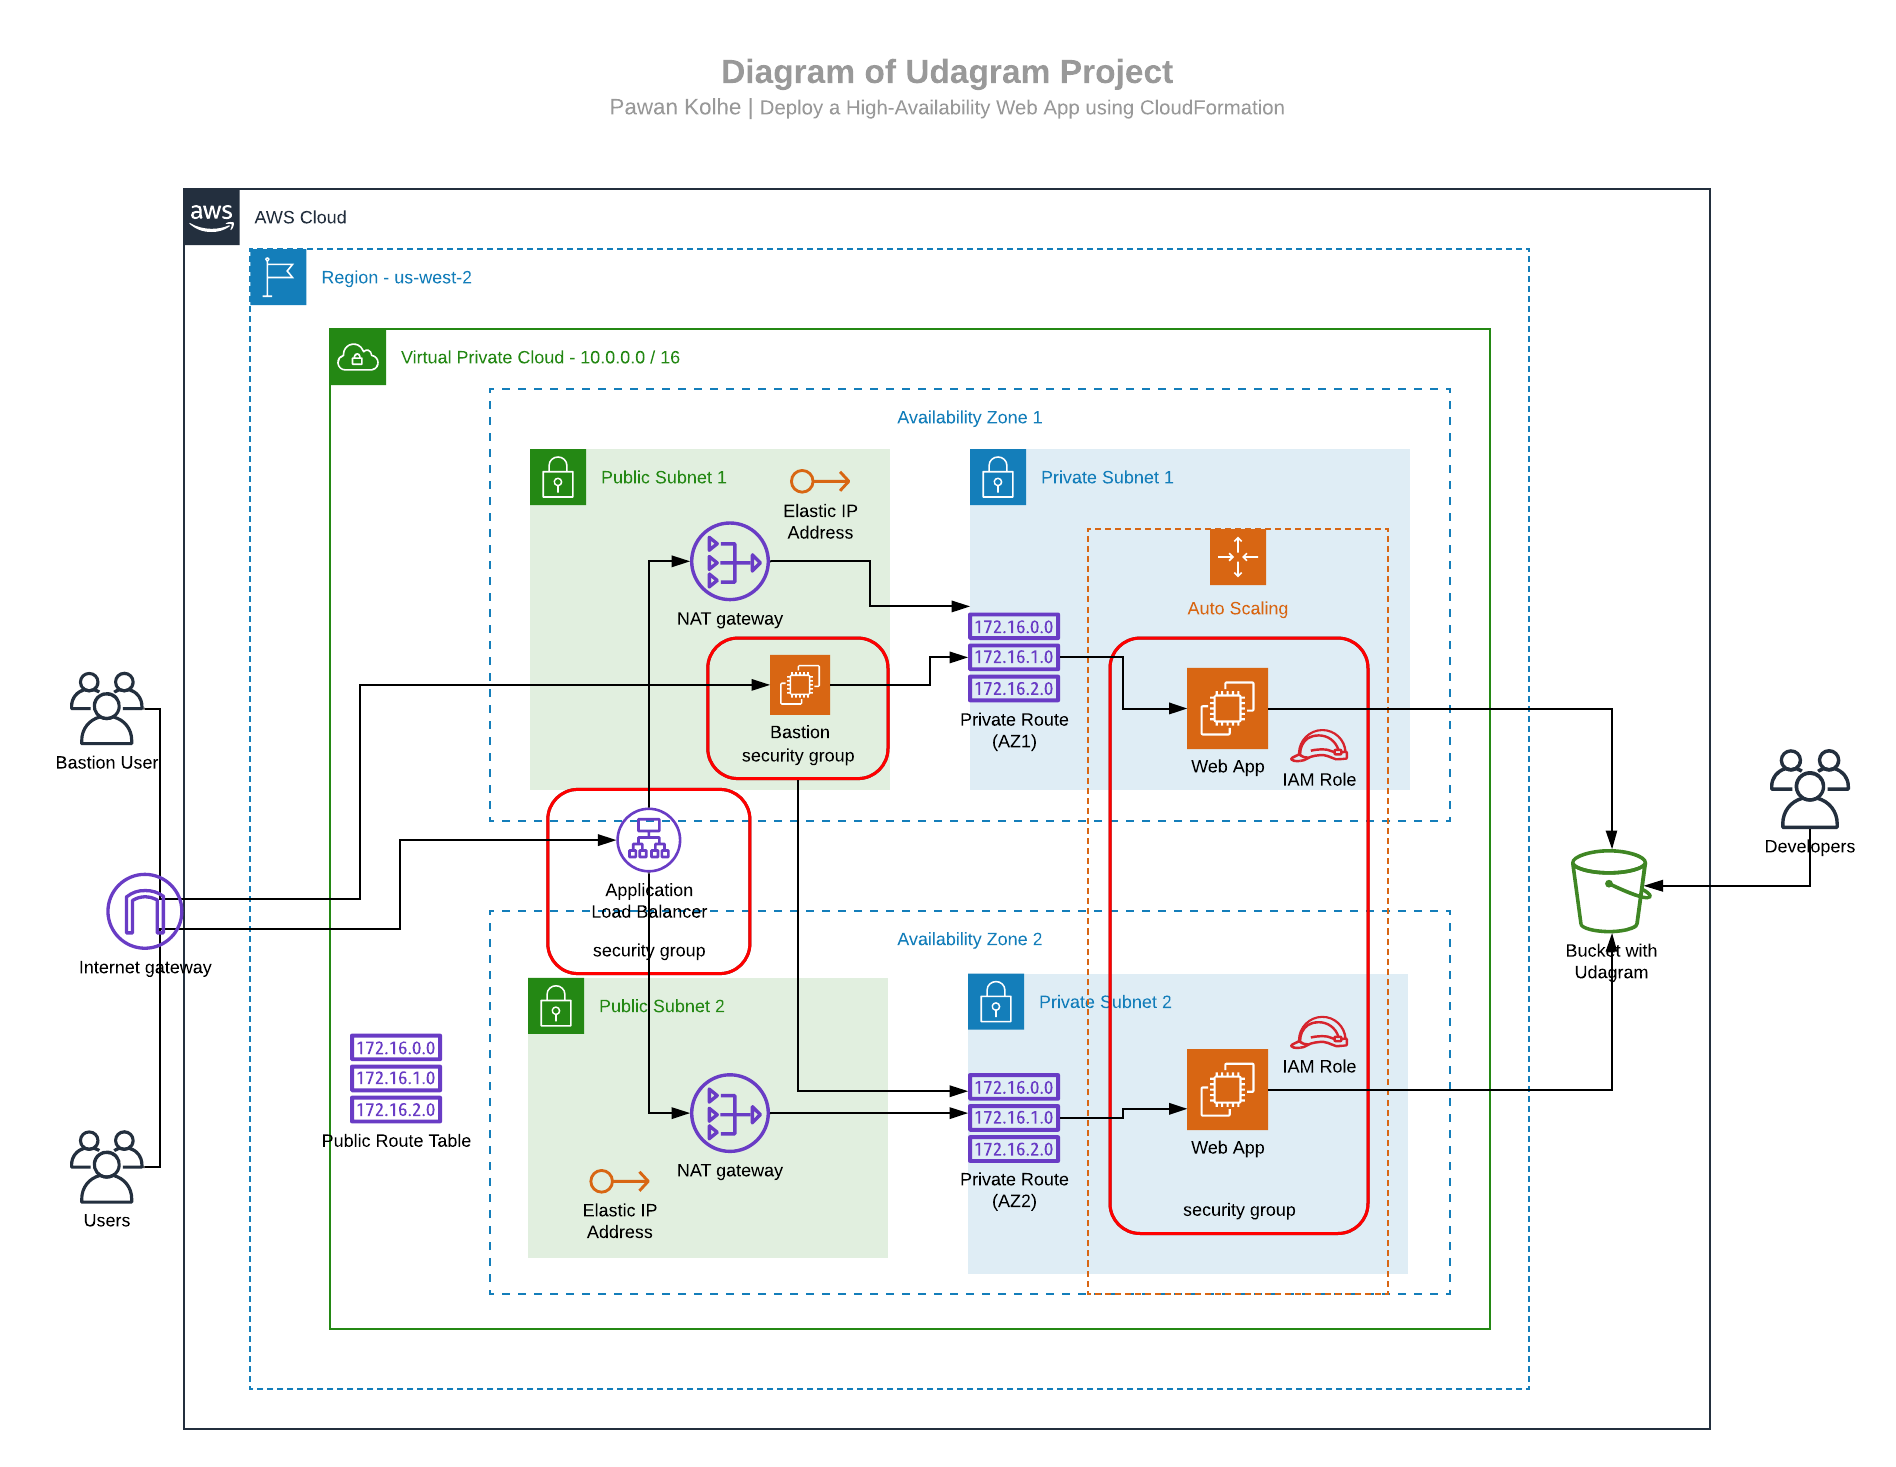 Diagram of Udagram Project
Pawan Kolhe | Deploy a High-Availability Web App using CloudFormation
aws
AWS Cloud
Region - us-west-2
Virtual Private Cloud - 10.0.0.0 / 16
Availability Zone 1
Public Subnet 1
Elastic IP
Address
NAT gateway
Bastion
security group
Private Subnet 1
Auto Scaling
172.16.0.0
172.16.1.0
172.16.2.0
Private Route
(AZ1)
Web App
IAM Role
Bastion User
Internet gateway
Users
Application
Load Balancer
security group
Availability Zone 2
Public Subnet 2
NAT gateway
Elastic IP
Address
172.16.0.0
172.16.1.0
172.16.2.0
Public Route Table
Private Subnet 2
172.16.0.0
172.16.1.0
172.16.2.0
Private Route
(AZ2)
Web App
IAM Role
security group
Developers
Bucket with
Udagram